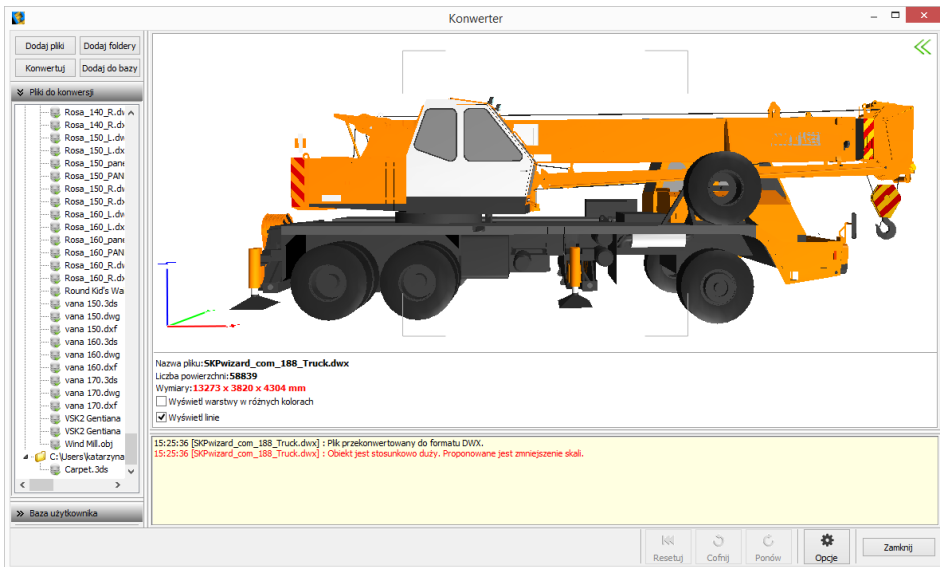 Konwerter
Dodaj pliki
Dodaj foldery
Konwertuj
Dodaj do bazy
Pliki do konwersji
Rosa_140_R.dv
Rosa_140_R.dx
Rosa_150_L.dw
Rosa_150_L.dx
Rosa_150_pane
Rosa_150_PAN
Rosa_150_R.dv
Rosa_160_L.dw
Rosa_160_L.dx
Rosa_160_pane
Rosa_160_PAN
Rosa_160_R.dv
Rosa_160_R.dx
Round Kid's Wa
vana 150.3ds
vana 150.dwg
vana 150.dxf
vana 160.3ds
vana 160.dwg
vana 160.dxf
vana 170.3ds
vana 170.dwg
vana 170.dxf
VSK2 Gentiana
VSK2 Gentiana
Wind Mill.obj
C:\Users\katarzyna
Carpet.3ds
Baza użytkownika
Nazwa pliku:SKPwizard_com_188_Truck.dwx
Liczba powierzchni:58839
Wymiary:13273 x 3820 x 4304 mm
Wyświetl warstwy w różnych kolorach
Wyświetl linie
15:25:36 [SKPwizard_com_188_Truck.dwx] : Plik przekonwertowany do formatu DWX.
15:25:36 [SKPwizard_com_188_Truck.dwx] : Obiekt jest stosunkowo duży. Proponowane jest zmniejszenie skali.
Resetuj
Cofnij
Ponów
Opcje
Zamknij